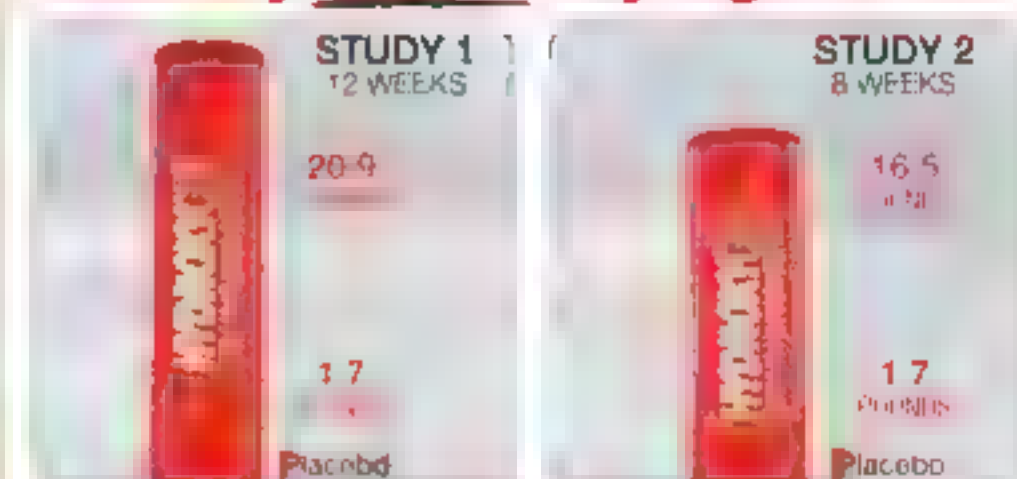 STUDY 1
12 WEEKS
20.9
1.7
Placebo
STUDY 2
8 WEEKS
16.5
1.7
POUNDS
Placebo